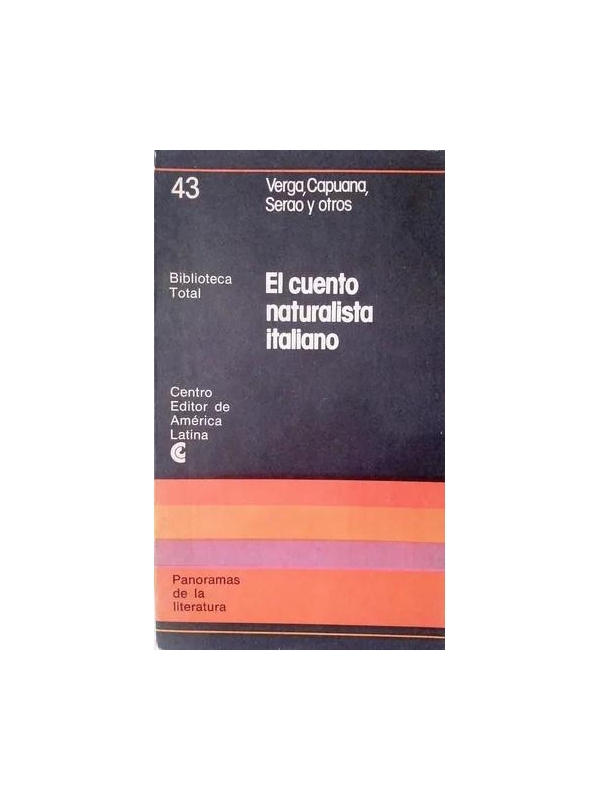 43
Verga, Capuana,
Serao y otros
Biblioteca
Total
El cuento
naturalista
italiano
Centro
Editor de
América
Latina
Panoramas
de la
literatura